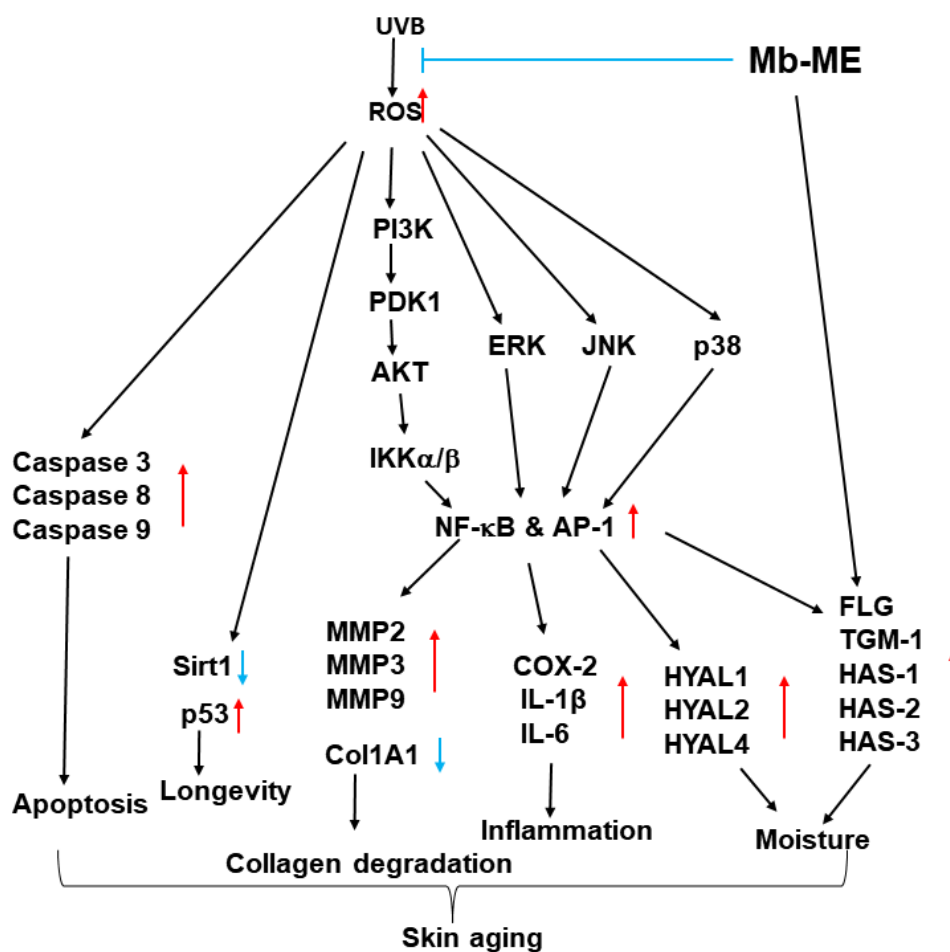 UVB
Mb-ME
ROS
PI3K
PDK1
ERK
JNK
p38
AKT
IKKα/β
Caspase 3
Caspase 8
Caspase 9
NF-κB & AP-1
FLG
TGM-1
HAS-1
HAS-2
HAS-3
MMP2
MMP3
MMP9
Sirt1
p53
COX-2
IL-1β
IL-6
HYAL1
HYAL2
HYAL4
Col1A1
Apoptosis
Longevity
Inflammation
Moisture
Collagen degradation
Skin aging